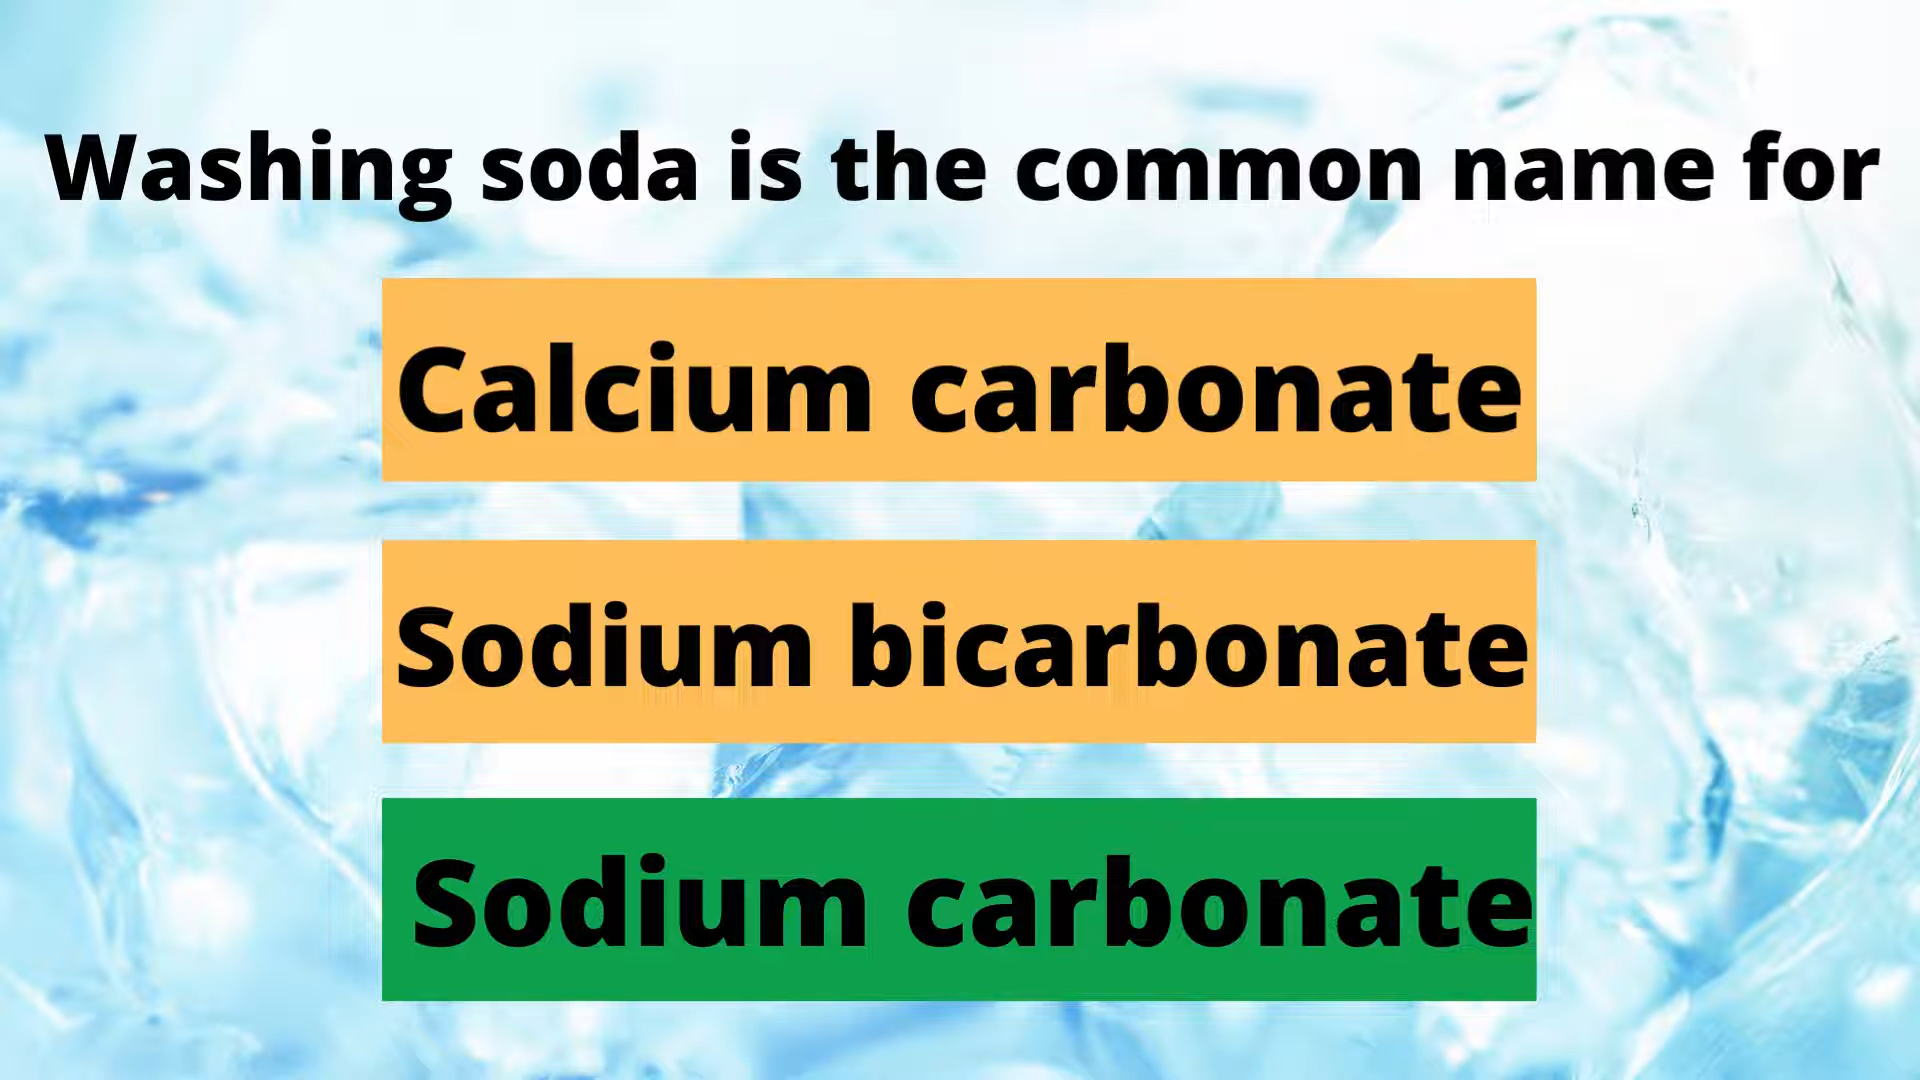 Washing soda is the common name for
Calcium carbonate
Sodium bicarbonate
Sodium carbonate